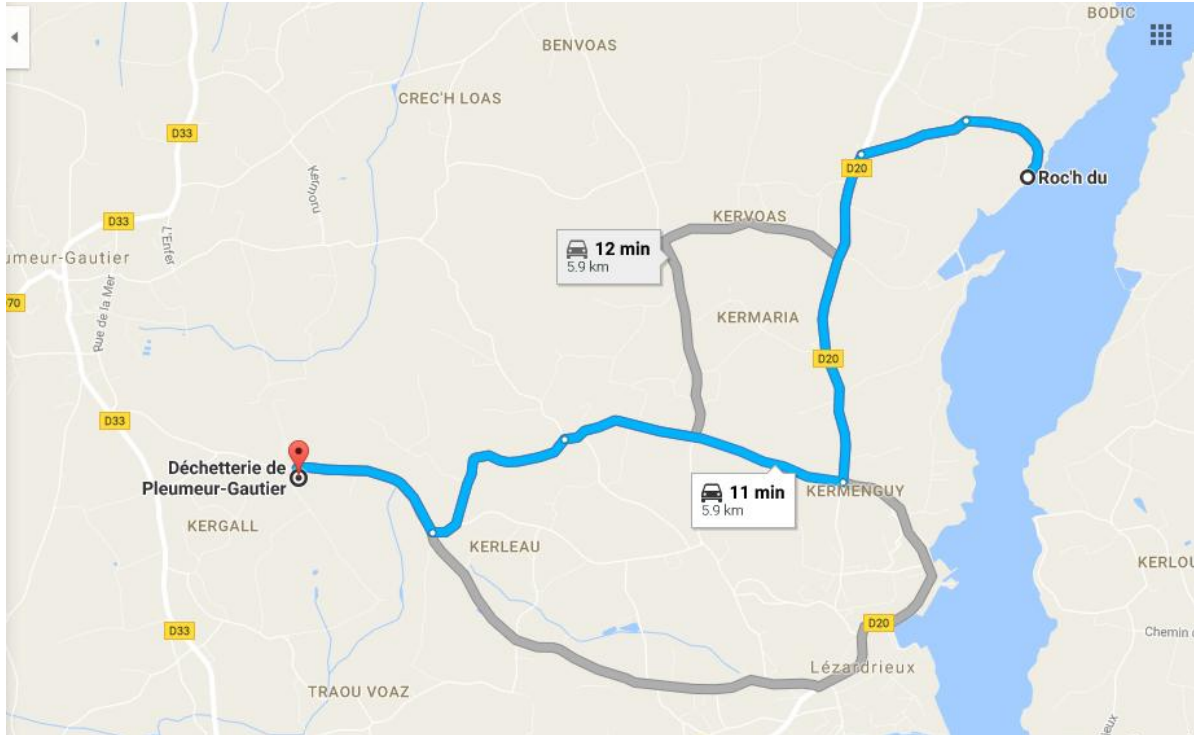 BODIC
BENVOAS
CREC'H LOAS
D33
Kermoru
D20
Roc'h du
D33
L'Enfer
KERVOAS
12 min
5.9 km
umeur-Gautier
70
Rue de la Mer
KERMARIA
D20
D33
Déchetterie de
Pleumeur-Gautier
11 min
5.9 km
KERMENGUY
KERGALL
KERLEAU
KERLOU
D33
D20
Chemin
Lézardrieux
TRAOU VOAZ
ieux